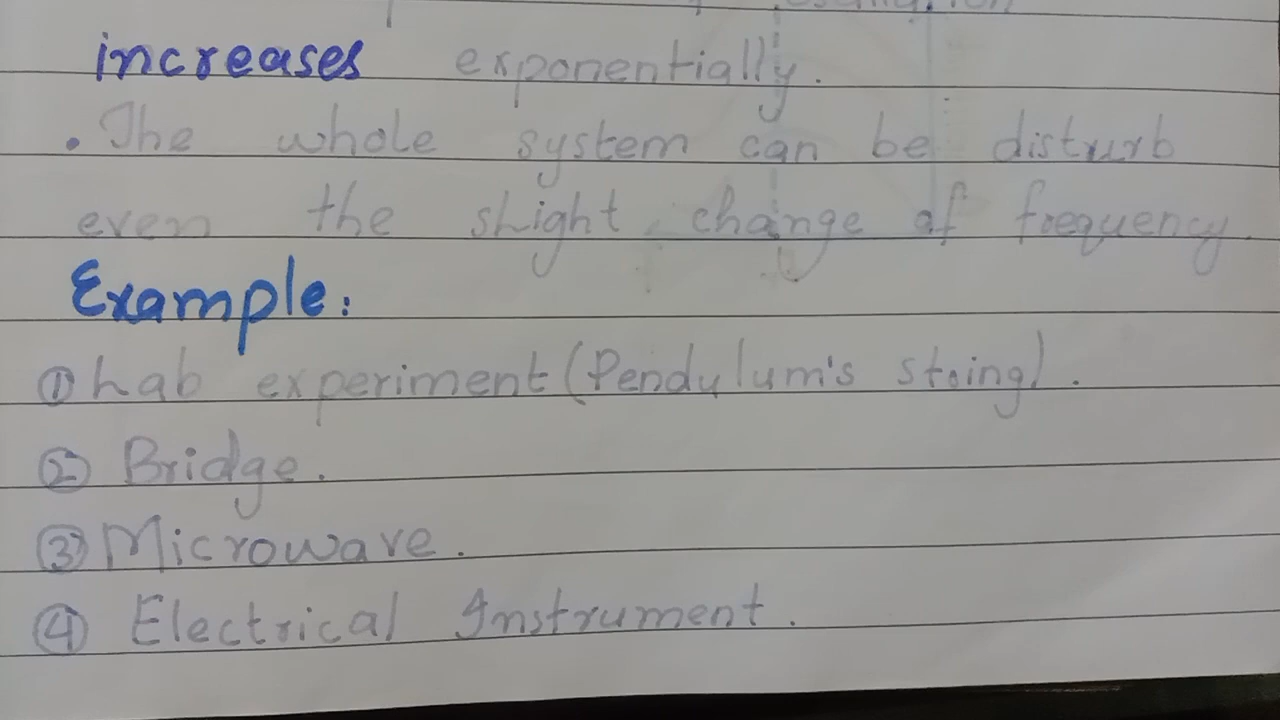 increases exponentially.
• The whole system can be disturb
even the slight change of frequency.
Example:
① Lab experiment (Pendulum's string).
② Bridge.
③ Microwave.
④ Electrical Instrument.